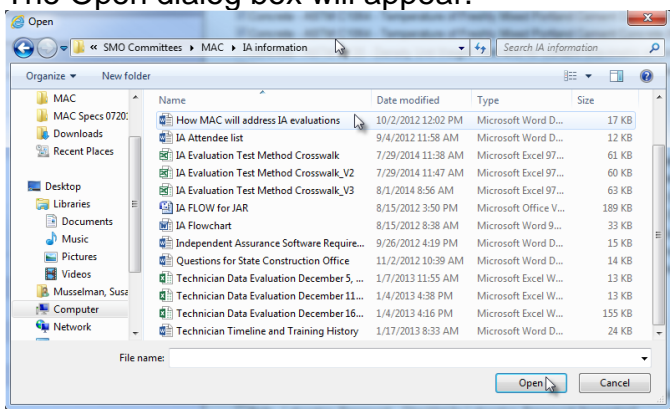 The Open dialog box will appear.
Open
« SMO Committees ▸ MAC ▸ IA information Search IA information
Organize ▾ New folder
MAC
MAC Specs 0720
Downloads
Recent Places
Desktop
Libraries
Documents
Music
Pictures
Videos
Musselman, Susa
Computer
Network
Name Date modified Type Size
How MAC will address IA evaluations 10/2/2012 12:02 PM Microsoft Word D... 17 KB
IA Attendee list 9/4/2012 11:58 AM Microsoft Word D... 12 KB
IA Evaluation Test Method Crosswalk 7/29/2014 11:38 AM Microsoft Excel 97... 61 KB
IA Evaluation Test Method Crosswalk_V2 7/29/2014 11:47 AM Microsoft Excel 97... 60 KB
IA Evaluation Test Method Crosswalk_V3 8/1/2014 8:56 AM Microsoft Excel 97... 63 KB
IA FLOW for JAR 8/15/2012 3:50 PM Microsoft Office V... 189 KB
IA Flowchart 8/15/2012 8:38 AM Microsoft Word 9... 33 KB
Independent Assurance Software Require... 9/26/2012 4:19 PM Microsoft Word D... 15 KB
Questions for State Construction Office 11/2/2012 10:39 AM Microsoft Word D... 14 KB
Technician Data Evaluation December 5, ... 1/7/2013 11:55 AM Microsoft Excel W... 13 KB
Technician Data Evaluation December 11... 1/4/2013 4:38 PM Microsoft Excel W... 13 KB
Technician Data Evaluation December 16... 1/4/2013 4:16 PM Microsoft Excel W... 155 KB
Technician Timeline and Training History 1/17/2013 8:33 AM Microsoft Word D... 24 KB
File name:
Open Cancel